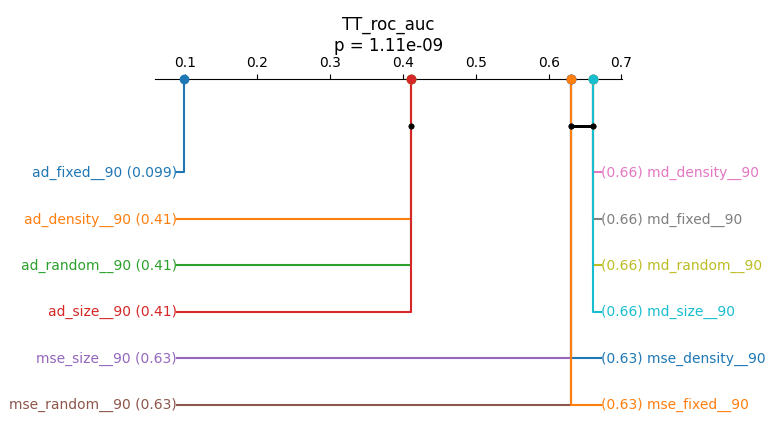 TT_roc_auc
p = 1.11e-09
0.1 0.2 0.3 0.4 0.5 0.6 0.7
ad_fixed__90 (0.099) (0.66) md_density__90
ad_density__90 (0.41) (0.66) md_fixed__90
ad_random__90 (0.41) (0.66) md_random__90
ad_size__90 (0.41) (0.66) md_size__90
mse_size__90 (0.63) (0.63) mse_density__90
mse_random__90 (0.63) (0.63) mse_fixed__90